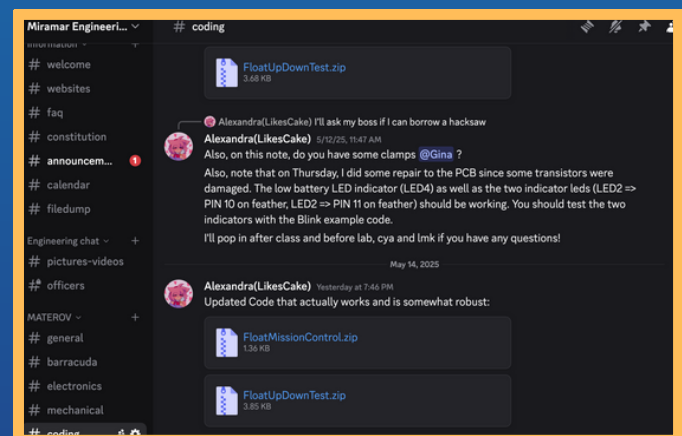 Miramar Engineeri...
# coding
Information
# welcome
# websites
# faq
# constitution
# announcem... 1
# calendar
# filedump
Engineering chat
# pictures-videos
# officers
MATEROV
# general
# barracuda
# electronics
# mechanical
# coding
FloatUpDownTest.zip
3.68 KB
Alexandra(LikesCake) I'll ask my boss if I can borrow a hacksaw
Alexandra(LikesCake) 5/12/25, 11:47 AM
Also, on this note, do you have some clamps @Gina ?
Also, note that on Thursday, I did some repair to the PCB since some transistors were
damaged. The low battery LED indicator (LED4) as well as the two indicator leds (LED2 =>
PIN 10 on feather, LED2 => PIN 11 on feather) should be working. You should test the two
indicators with the Blink example code.
I'll pop in after class and before lab, cya and lmk if you have any questions!
May 14, 2025
Alexandra(LikesCake) Yesterday at 7:46 PM
Updated Code that actually works and is somewhat robust:
FloatMissionControl.zip
1.36 KB
FloatUpDownTest.zip
3.85 KB